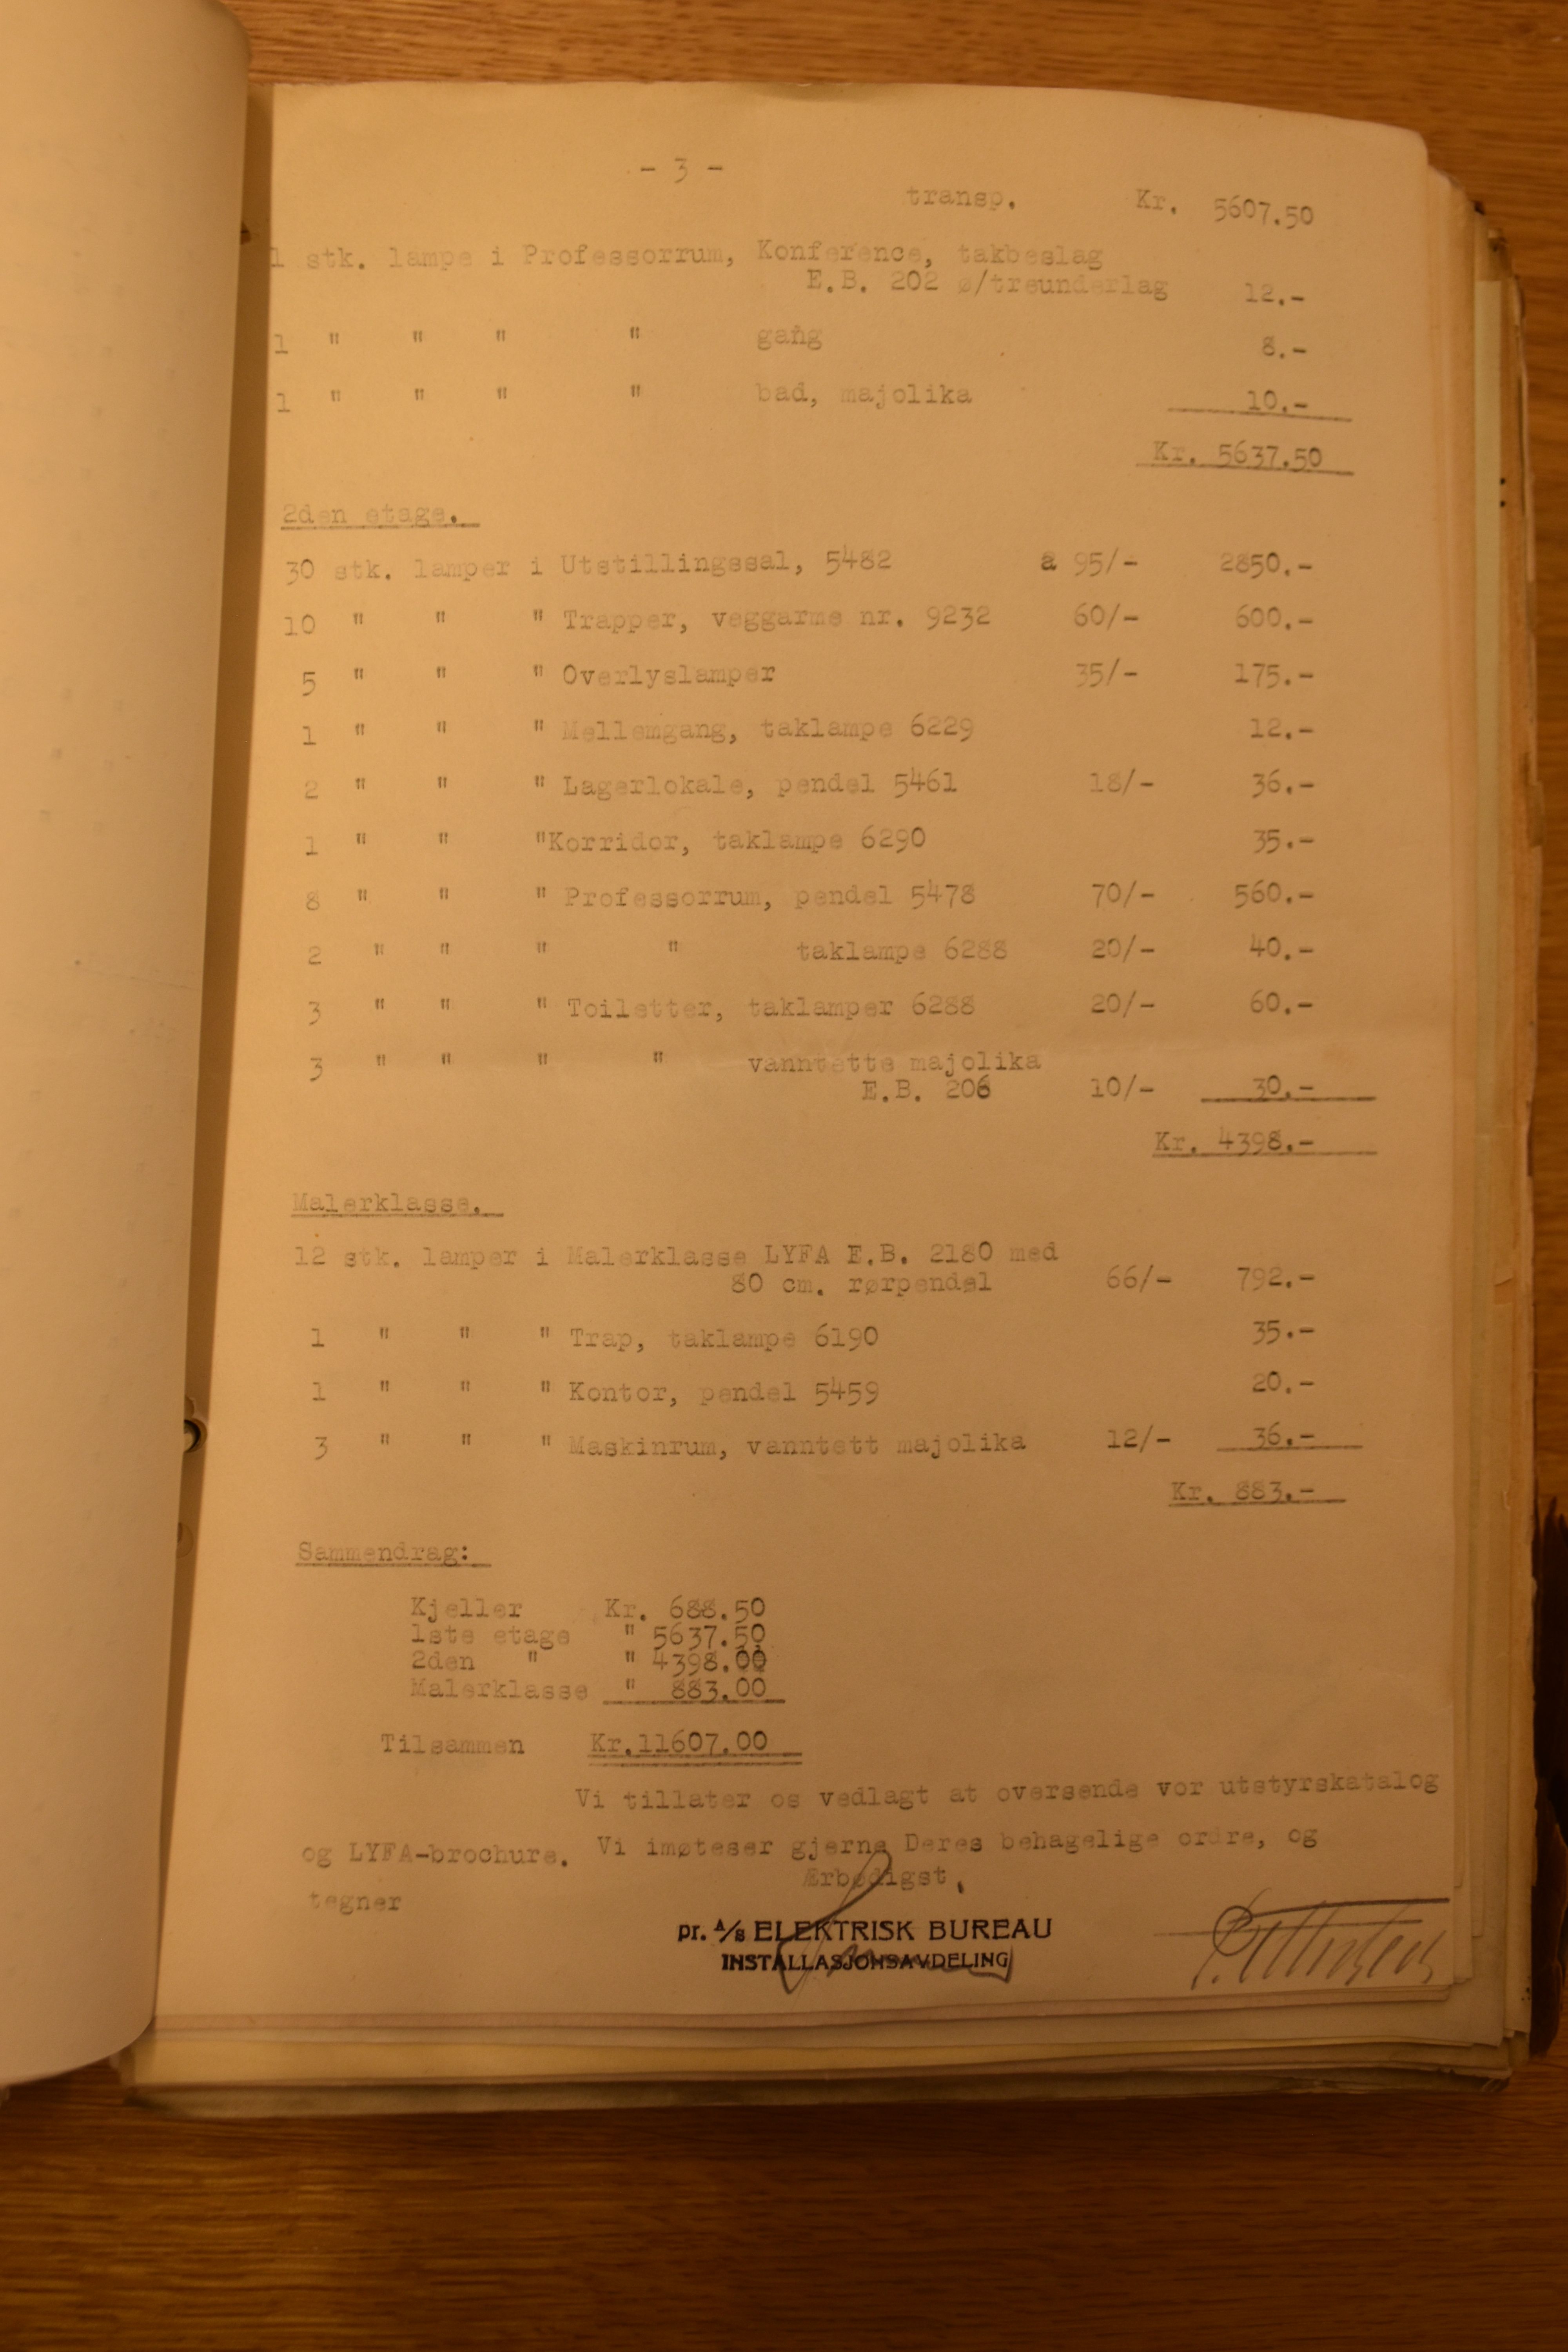 - 3 -
transp. Kr. 5607.50
1 stk. lampe i Professorrum, Konference, takbeslag
E.B. 202 ø/treunderlag 12.-
1 " " " " gang 8.-
1 " " " " bad, majolika 10.-
Kr. 5637.50
2den etage.
30 stk. lamper i Utstillingssal, 5482 a 95/- 2850.-
10 " " " Trapper, veggarme nr. 9232 60/- 600.-
5 " " " Overlyslamper 35/- 175.-
1 " " " Mellemgang, taklampe 6229 12.-
2 " " " Lagerlokale, pendel 5461 18/- 36.-
1 " " "Korridor, taklampe 6290 35.-
8 " " " Professorrum, pendel 5478 70/- 560.-
2 " " " " taklampe 6288 20/- 40.-
3 " " " Toiletter, taklamper 6288 20/- 60.-
3 " " " " vanntette majolika
E.B. 206 10/- 30.-
Kr. 4398.-
Malerklasse.
12 stk. lamper i Malerklasse LYFA E.B. 2180 med
80 cm. rørpendel 66/- 792.-
1 " " " Trap, taklampe 6190 35.-
1 " " " Kontor, pendel 5459 20.-
3 " " " Maskinrum, vanntett majolika 12/- 36.-
Kr. 883.-
Sammendrag:
Kjeller Kr. 688.50
1ste etage " 5637.50
2den " " 4398.00
Malerklasse " 883.00
Tilsammen Kr.11607.00
Vi tillater os vedlagt at oversende vor utstyrskatalog
og LYFA-brochure. Vi imøteser gjerne Deres behagelige ordre, og
tegner
Ærbødigst,
pr. A/S ELEKTRISK BUREAU
INSTALLASJONSAVDELING